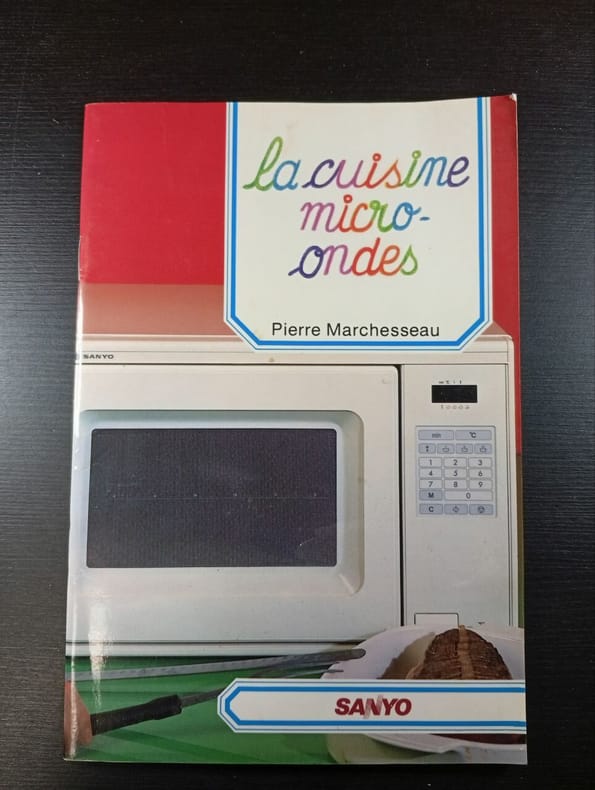 la cuisine
micro-
ondes
Pierre Marchesseau
SANYO
min °C
1 2 3
4 5 6
7 8 9
M 0
C
SANYO